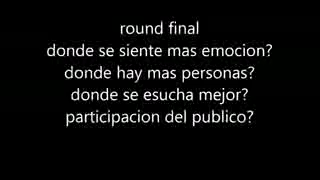 round final
donde se siente mas emocion?
donde hay mas personas?
donde se esucha mejor?
participacion del publico?